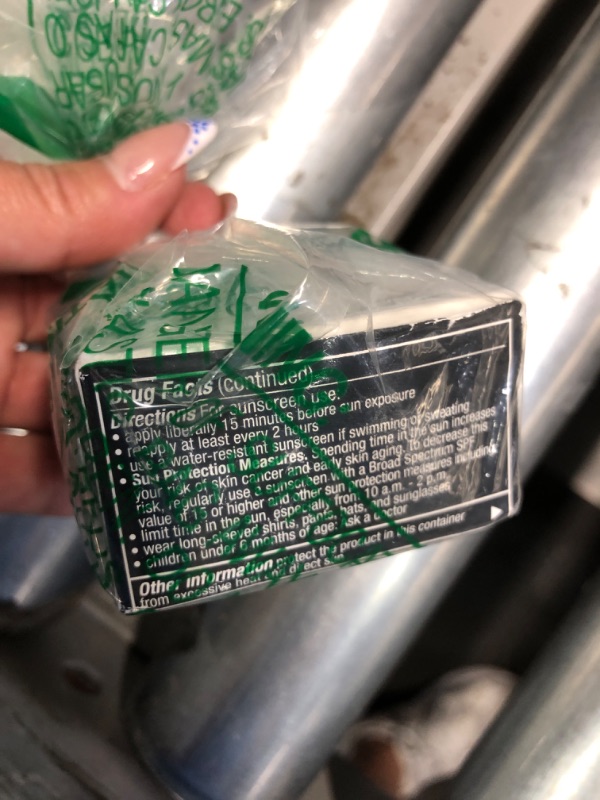 JANE
Drug Facts (continued)
Directions For sunscreen use:
• apply liberally 15 minutes before sun exposure
• reapply at least every 2 hours
use a water-resistant sunscreen if swimming or sweating
• Sun Protection Measures. Spending time in the sun increases
your risk of skin cancer and early skin aging. To decrease this
risk, regularly use a sunscreen with a Broad Spectrum SPF
value of 15 or higher and other sun protection measures including:
• limit time in the sun, especially from 10 a.m. - 2 p.m.
• wear long-sleeved shirts, pants, hats, and sunglasses
• children under 6 months of age: Ask a doctor
Other information protect the product in this container
from excessive heat and direct sun